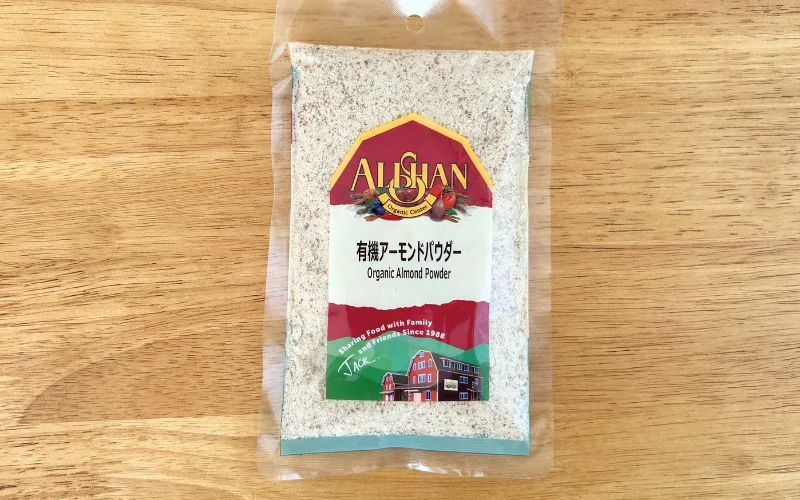 ALISHAN
Organic Center
有機アーモンドパウダー
Organic Almond Powder
Sharing Food with Family
and Friends Since 1988
JACK